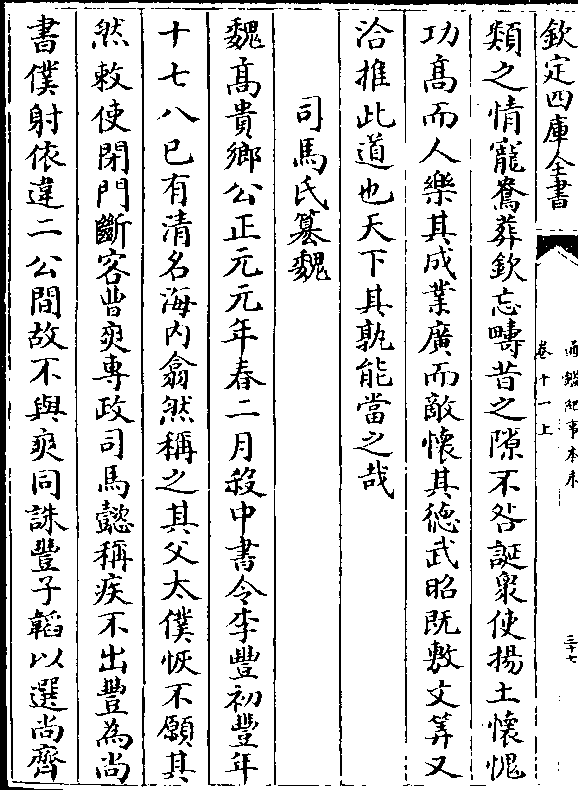 欽定四庫全書
通鑑紀事本末
卷十一上
三十七
類之情寵鴦葬欽忘疇昔之隙不咎誕衆使揚土懷愧
功髙而人樂其成業廣而敵懷其徳武昭既敷文筭又
洽推此道也天下其孰能當之哉
司馬氏簒魏
魏髙貴鄉公正元元年春二月殺中書令李豐初豐年
十七八已有清名海内翕然稱之其父太僕恢不願其
然敕使閉門斷客曹爽専政司馬懿稱疾不出豐為尚
書僕射依違二公間故不與爽同誅豐子韜以選尚齊